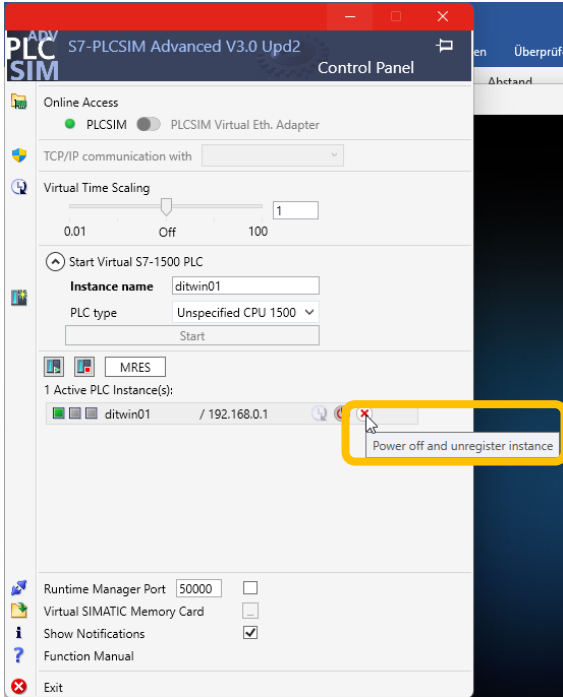 ADV
PLC
SIM
S7-PLCSIM Advanced V3.0 Upd2
Control Panel
en Überprüf
Abstand
Online Access
PLCSIM PLCSIM Virtual Eth. Adapter
TCP/IP communication with
Virtual Time Scaling
1
0.01 Off 100
Start Virtual S7-1500 PLC
Instance name ditwin01
PLC type Unspecified CPU 1500
Start
MRES
1 Active PLC Instance(s):
ditwin01 / 192.168.0.1
Power off and unregister instance
Runtime Manager Port 50000
Virtual SIMATIC Memory Card ...
Show Notifications
Function Manual
Exit